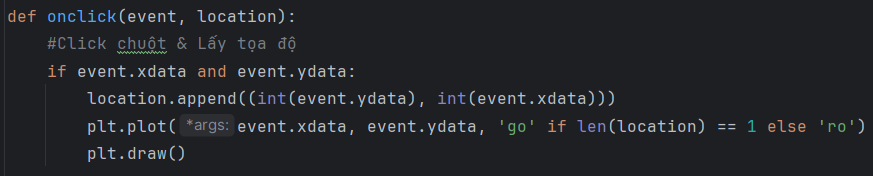 def onclick(event, location):
    #Click chuột & Lấy tọa độ
    if event.xdata and event.ydata:
        location.append((int(event.ydata), int(event.xdata)))
        plt.plot( *args: event.xdata, event.ydata, 'go' if len(location) == 1 else 'ro')
        plt.draw()